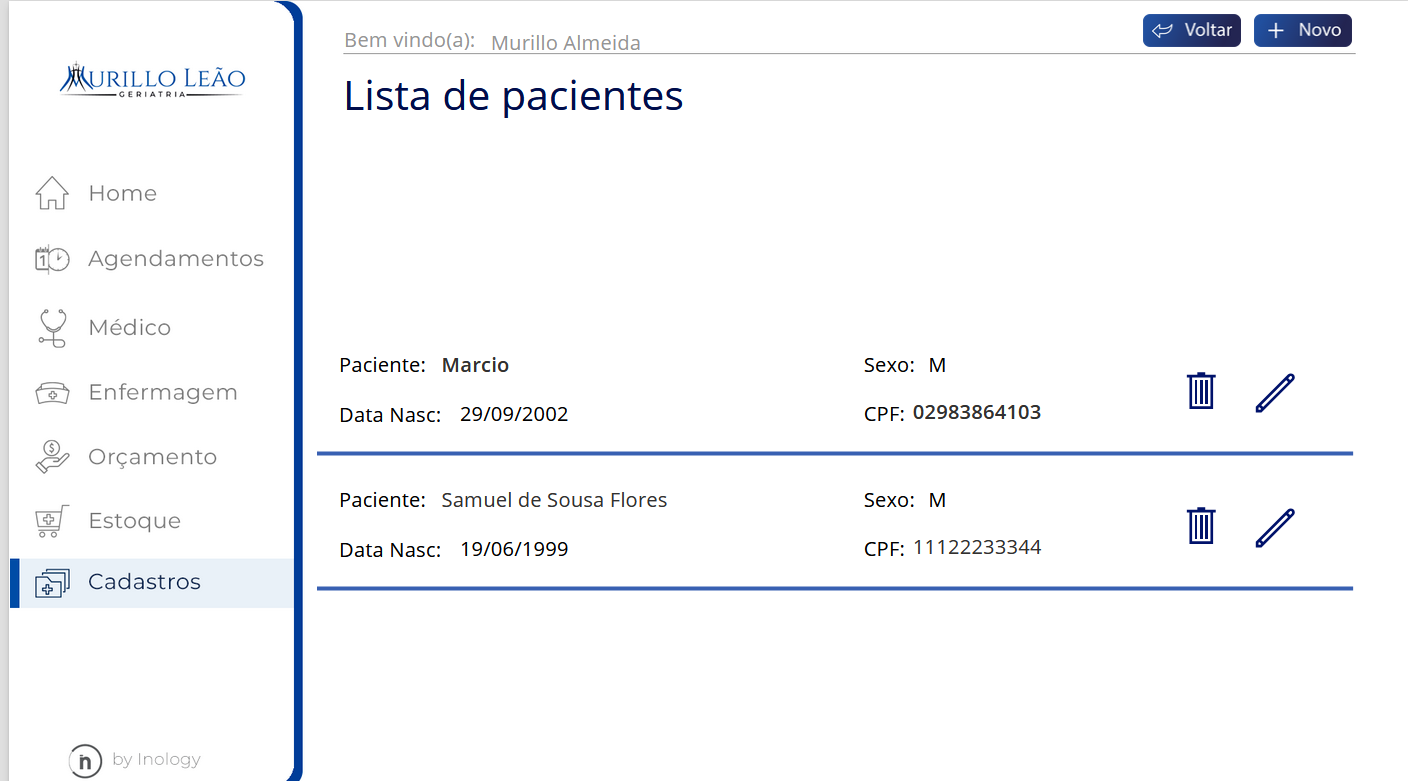 Bem vindo(a): Murillo Almeida
Voltar
Novo
MURILLO LEÃO
GERIATRIA
Lista de pacientes
Home
1
Agendamentos
Médico
Enfermagem
$
Orçamento
Estoque
Cadastros
Paciente: Marcio Sexo: M
Data Nasc: 29/09/2002 CPF: 02983864103
Paciente: Samuel de Sousa Flores Sexo: M
Data Nasc: 19/06/1999 CPF: 11122233344
in by Inology